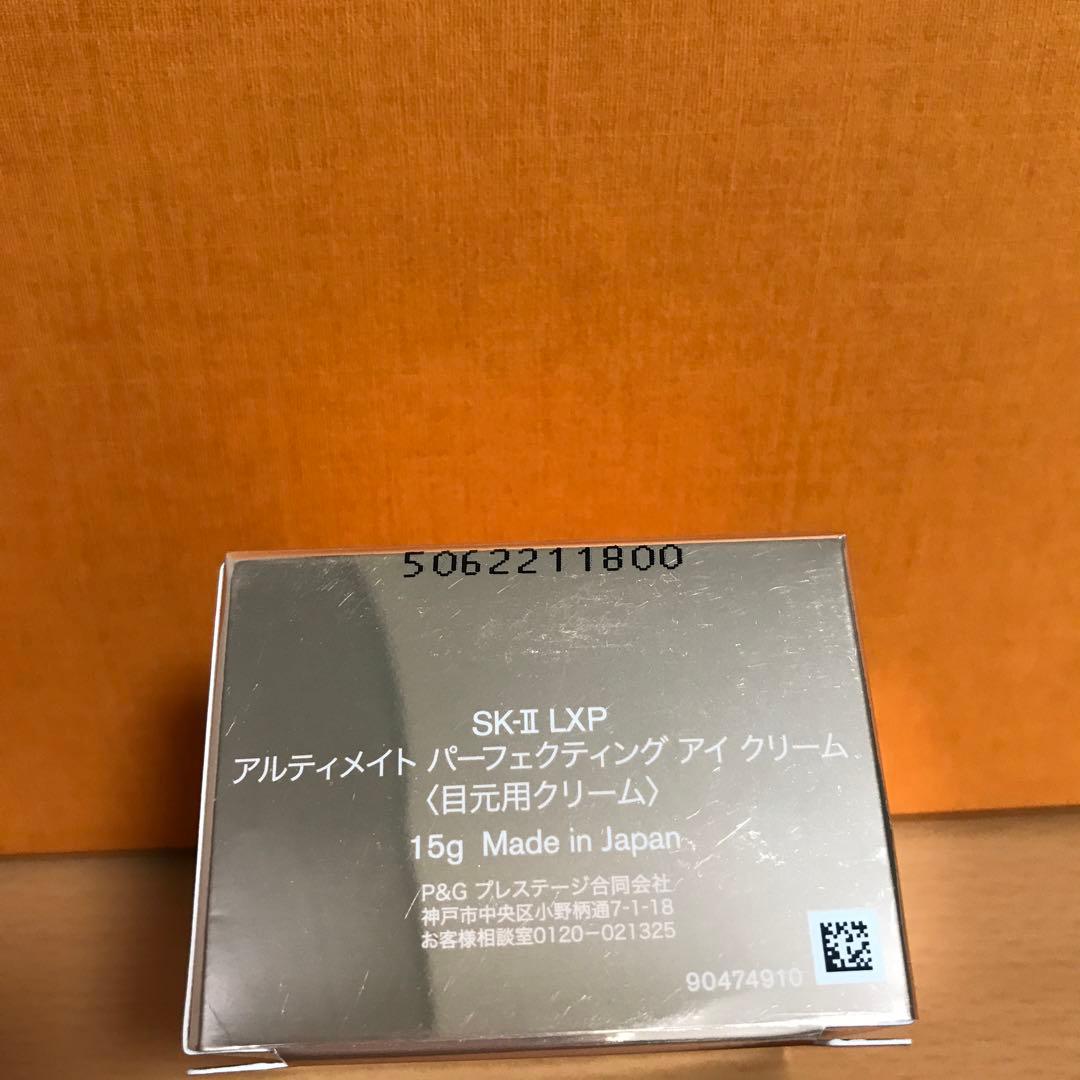 5062211800
SK-II LXP
アルティメイト パーフェクティング アイ クリーム
〈目元用クリーム〉
15g Made in Japan
P&G プレステージ合同会社
神戸市中央区小野柄通7-1-18
お客様相談室0120-021325
90474910